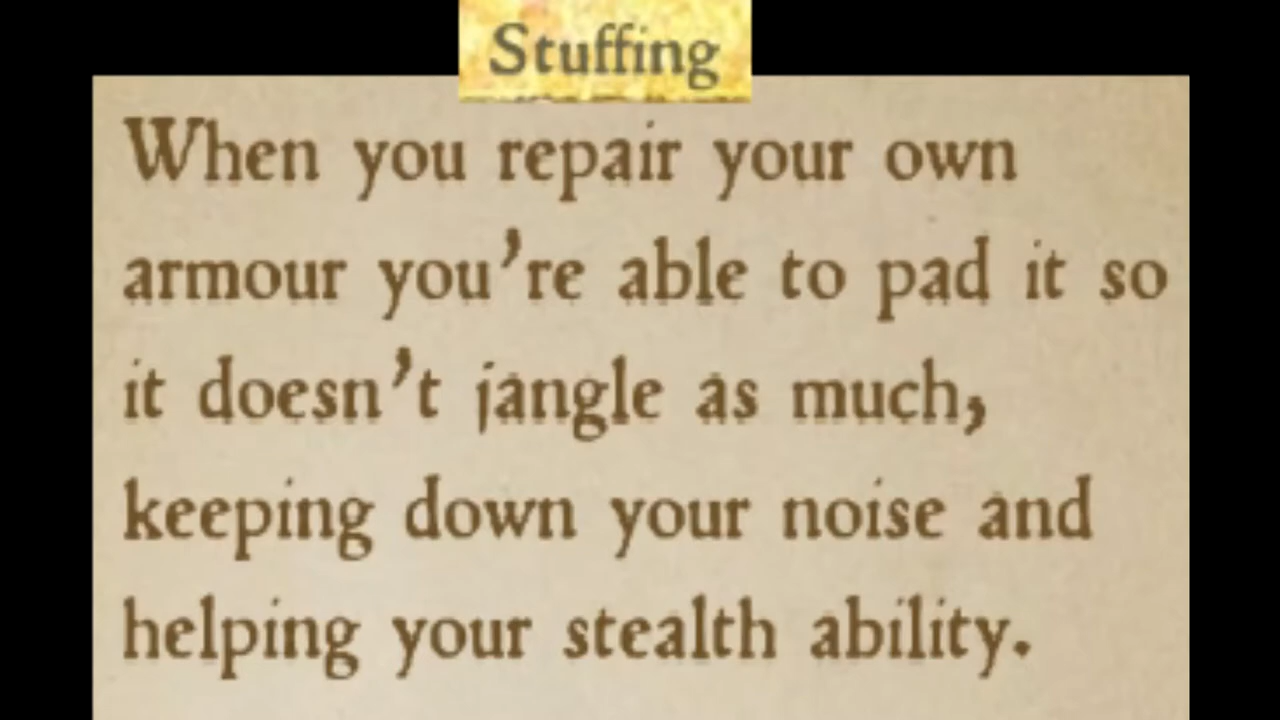 Stuffing
When you repair your own
armour you're able to pad it so
it doesn't jangle as much,
keeping down your noise and
helping your stealth ability.